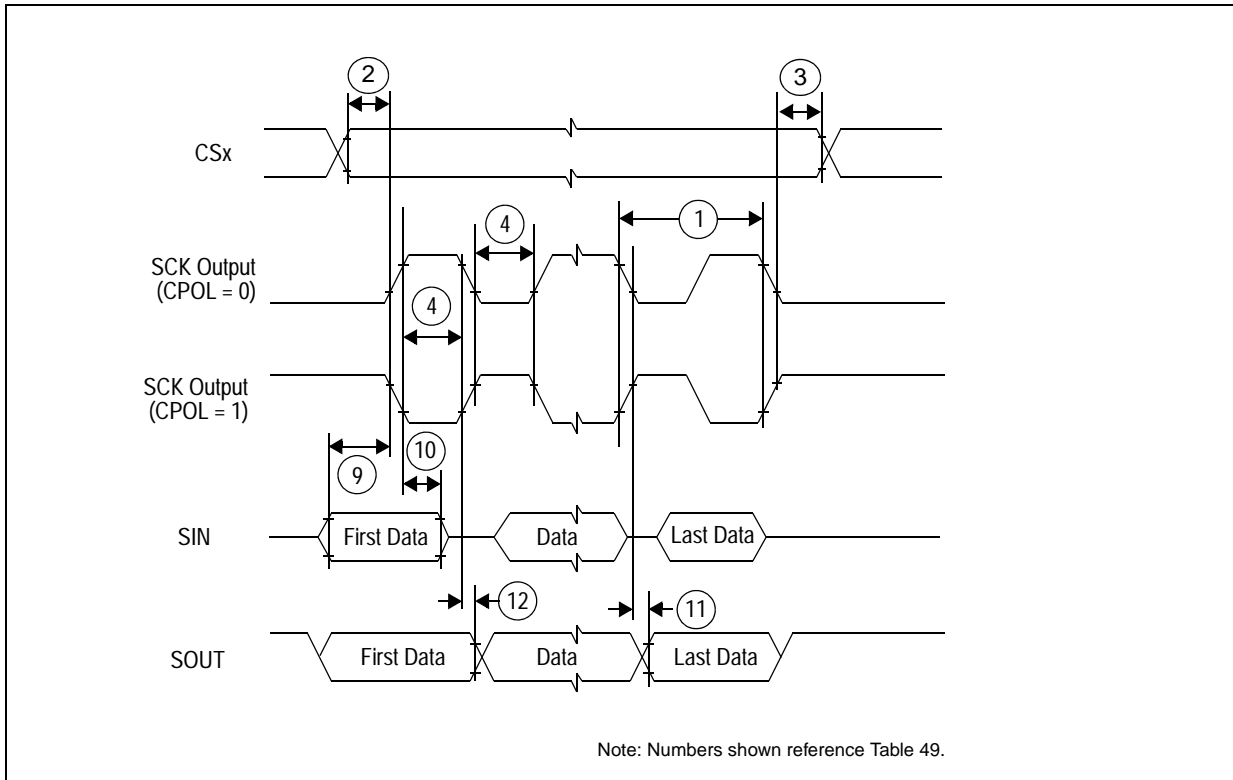 2
3
CSx
1
4
SCK Output
(CPOL = 0)
4
SCK Output
(CPOL = 1)
10
9
SIN
First Data
Data
Last Data
12
11
SOUT
First Data
Data
Last Data
Note: Numbers shown reference Table 49.